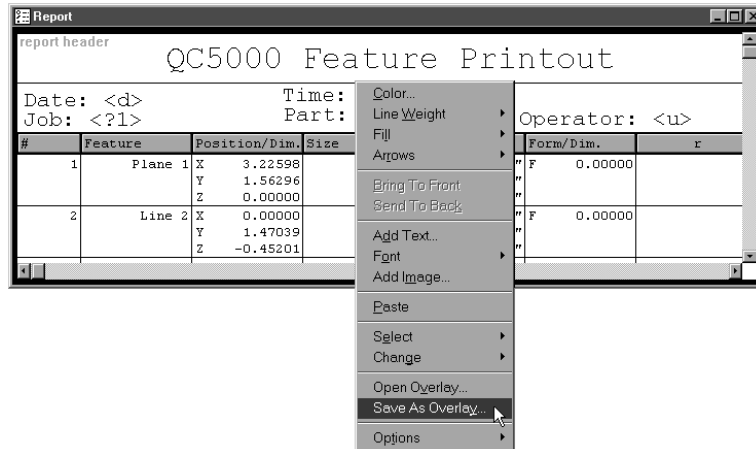 Report
report header
QC5000 Feature Printout
Date: <d>
Time:
Job: <?1>
Part:
Operator: <u>
# Feature Position/Dim. Size Form/Dim. r
1 Plane 1 X 3.22598 " F 0.00000
Y 1.56296 "
Z 0.00000 "
2 Line 2 X 0.00000 " F 0.00000
Y 1.47039 "
Z -0.45201 "
Color...
Line Weight
Fill
Arrows
Bring To Front
Send To Back
Add Text...
Font
Add Image...
Paste
Select
Change
Open Overlay...
Save As Overlay...
Options